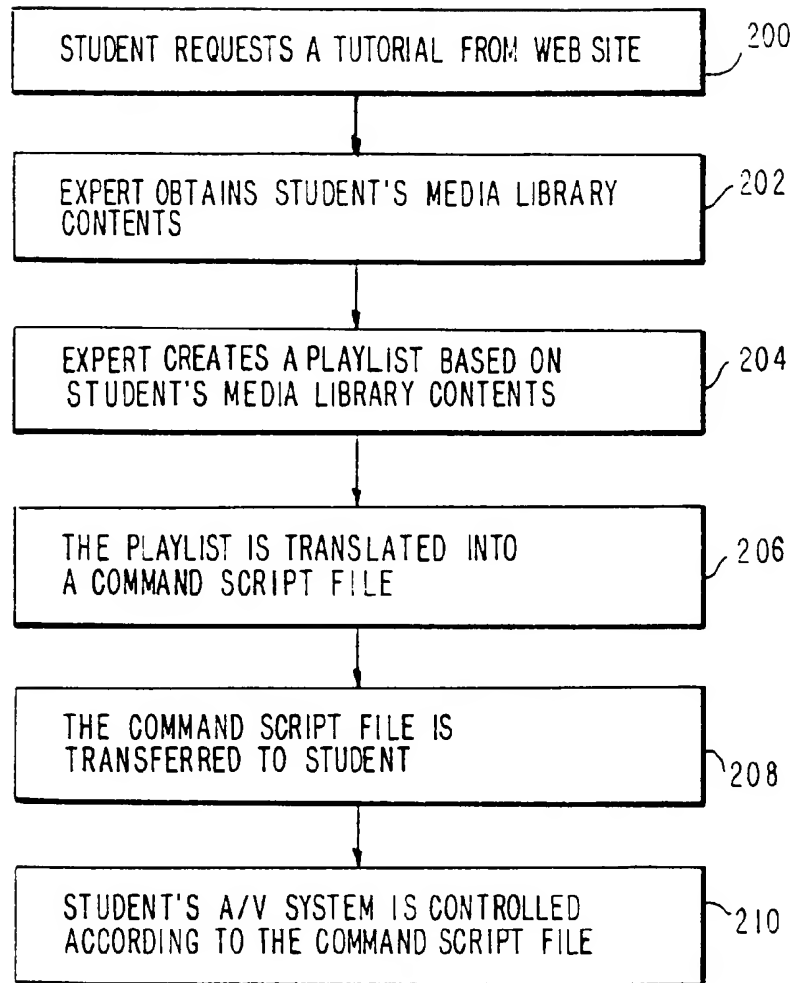 STUDENT REQUESTS A TUTORIAL FROM WEB SITE
200
EXPERT OBTAINS STUDENT'S MEDIA LIBRARY
CONTENTS
202
EXPERT CREATES A PLAYLIST BASED ON
STUDENT'S MEDIA LIBRARY CONTENTS
204
THE PLAYLIST IS TRANSLATED INTO
A COMMAND SCRIPT FILE
206
THE COMMAND SCRIPT FILE IS
TRANSFERRED TO STUDENT
208
STUDENT'S A/V SYSTEM IS CONTROLLED
ACCORDING TO THE COMMAND SCRIPT FILE
210